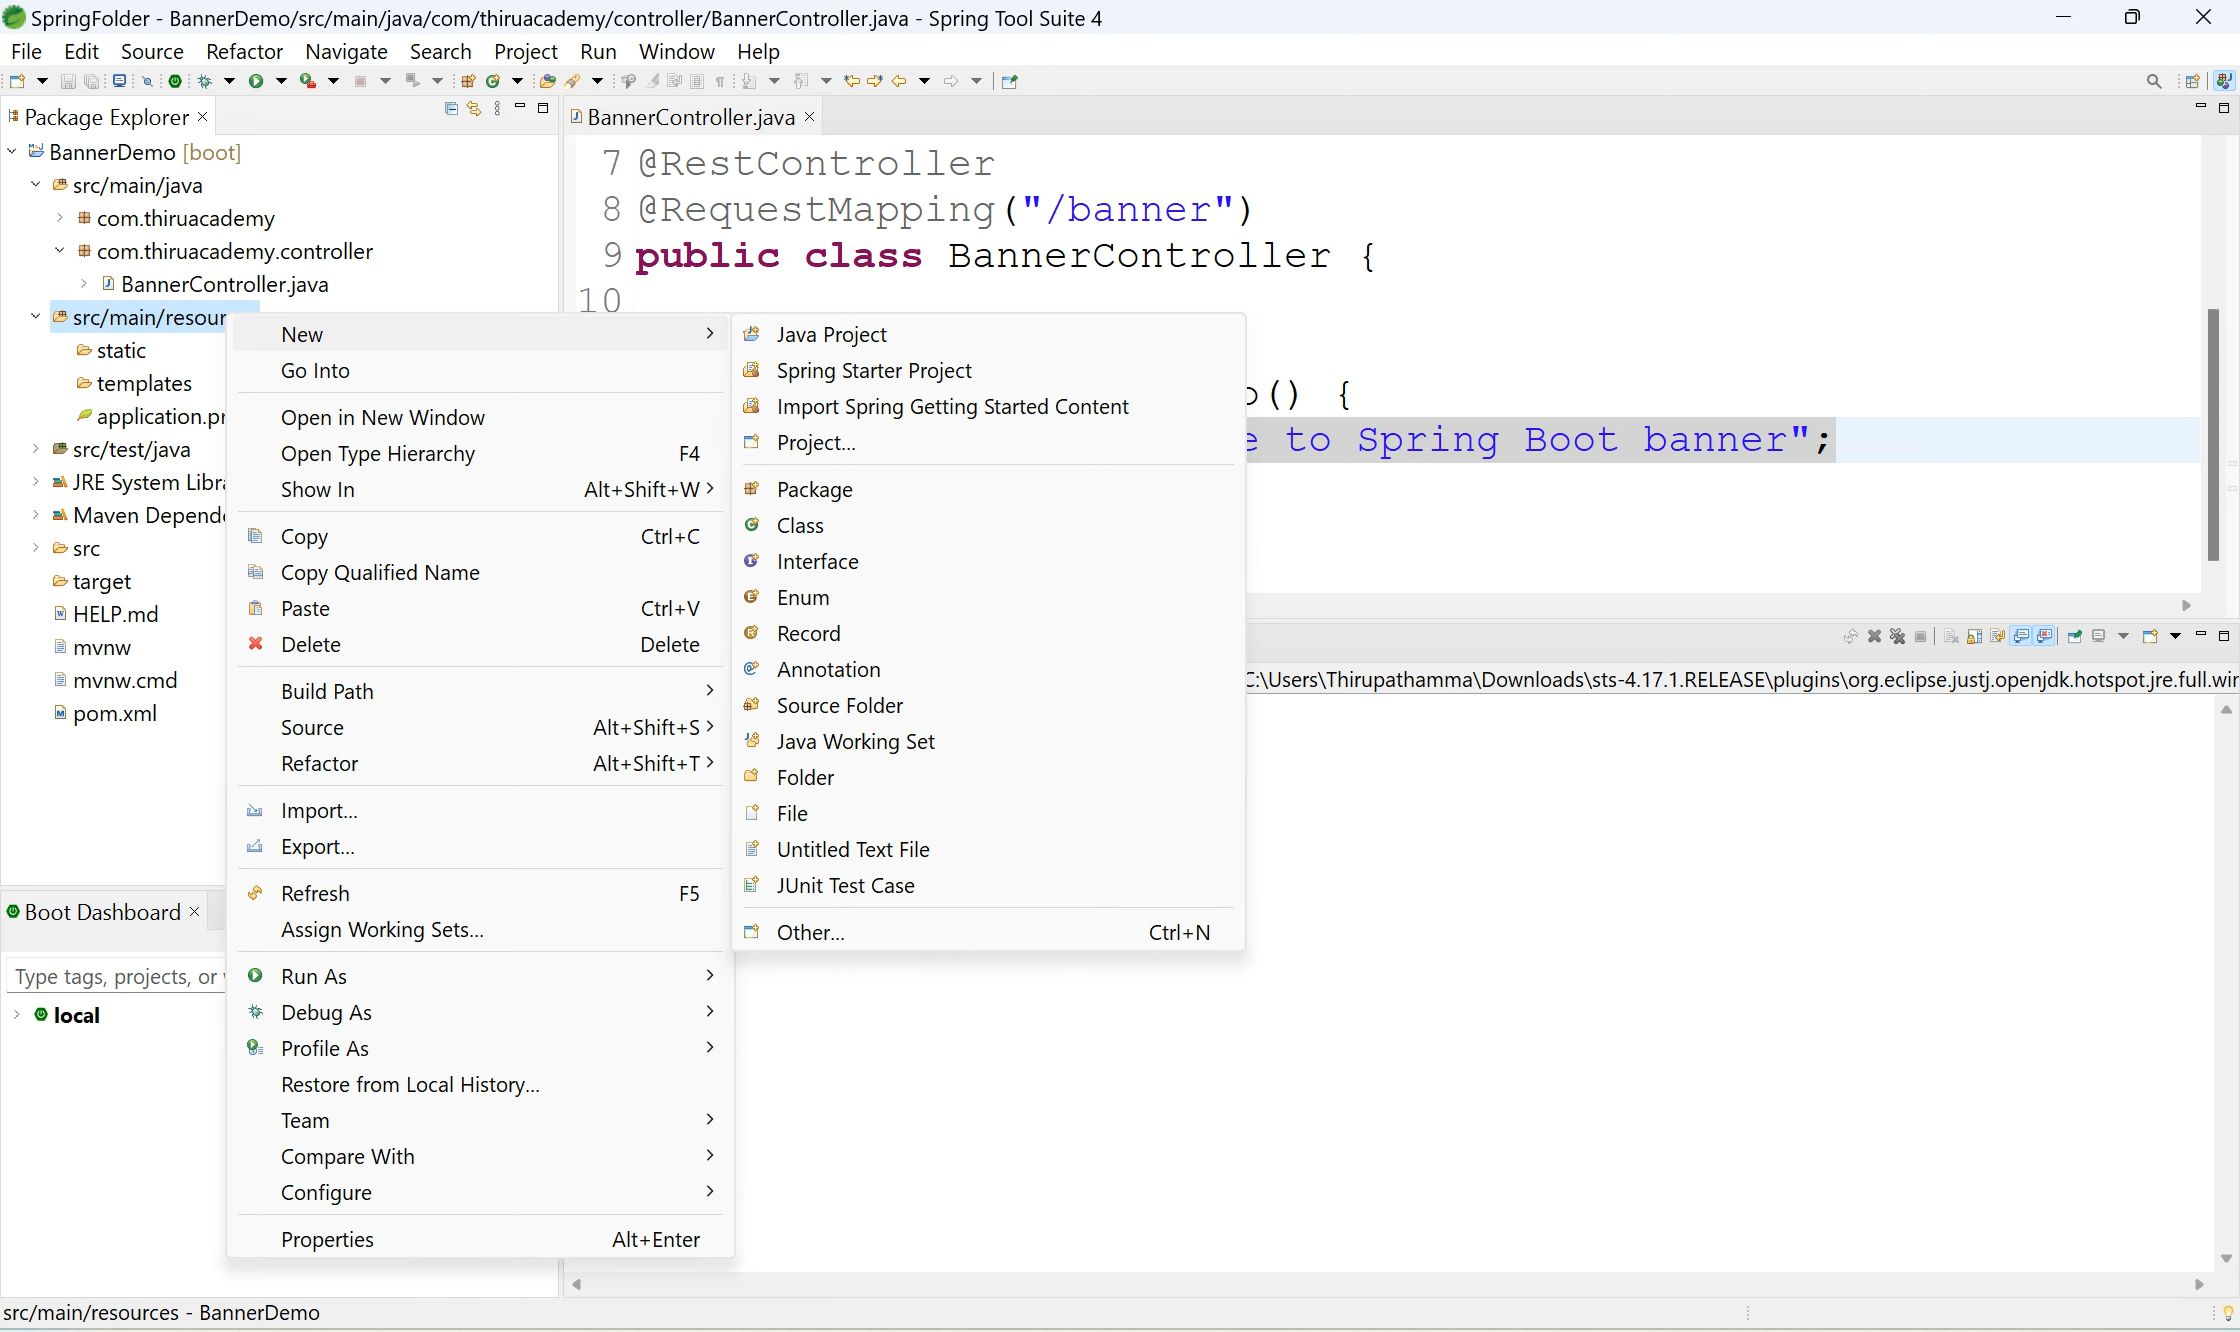 SpringFolder - BannerDemo/src/main/java/com/thiruacademy/controller/BannerController.java - Spring Tool Suite 4
File Edit Source Refactor Navigate Search Project Run Window Help
Package Explorer
BannerDemo [boot]
src/main/java
com.thiruacademy
com.thiruacademy.controller
BannerController.java
src/main/resour
static
templates
application.pr
src/test/java
JRE System Libra
Maven Depende
src
target
HELP.md
mvnw
mvnw.cmd
pom.xml
Boot Dashboard
Type tags, projects, or
local
New
Go Into
Open in New Window
Open Type Hierarchy F4
Show In Alt+Shift+W
Copy Ctrl+C
Copy Qualified Name
Paste Ctrl+V
Delete Delete
Build Path
Source Alt+Shift+S
Refactor Alt+Shift+T
Import...
Export...
Refresh F5
Assign Working Sets...
Run As
Debug As
Profile As
Restore from Local History...
Team
Compare With
Configure
Properties Alt+Enter
Java Project
Spring Starter Project
Import Spring Getting Started Content
Project...
Package
Class
Interface
Enum
Record
Annotation
Source Folder
Java Working Set
Folder
File
Untitled Text File
JUnit Test Case
Other... Ctrl+N
BannerController.java
7 @RestController
8 @RequestMapping("/banner")
9 public class BannerController {
10
() {
e to Spring Boot banner";
C:\Users\Thirupathamma\Downloads\sts-4.17.1.RELEASE\plugins\org.eclipse.justj.openjdk.hotspot.jre.full.wir
src/main/resources - BannerDemo